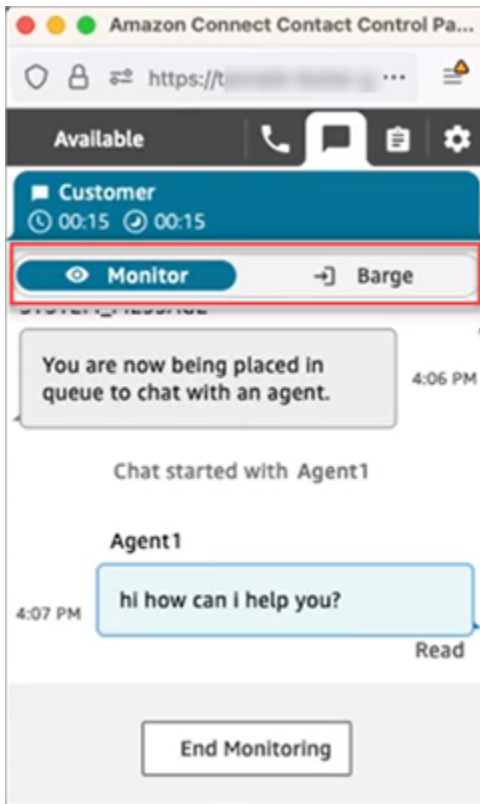 Amazon Connect Contact Control Pa...
https://t ...
Available
Customer
00:15 00:15
Monitor Barge
SYSTEM_MESSAGE
You are now being placed in
queue to chat with an agent.
4:06 PM
Chat started with Agent1
Agent1
hi how can i help you?
4:07 PM
Read
End Monitoring